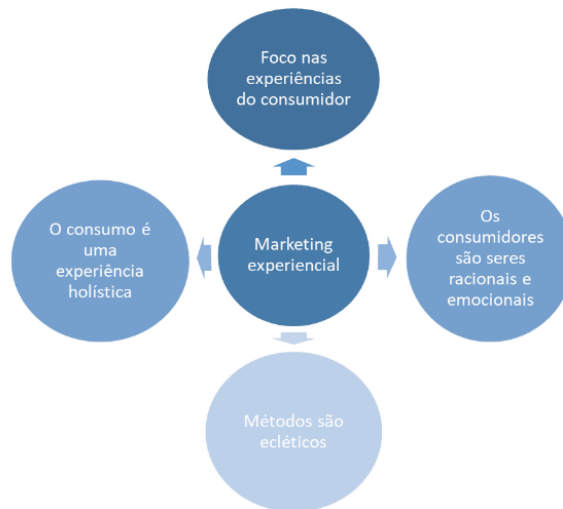 Foco nas
experiências
do consumidor
O consumo é
uma
experiência
holística
Marketing
experiencial
Os
consumidores
são seres
racionais e
emocionais
Métodos são
ecléticos